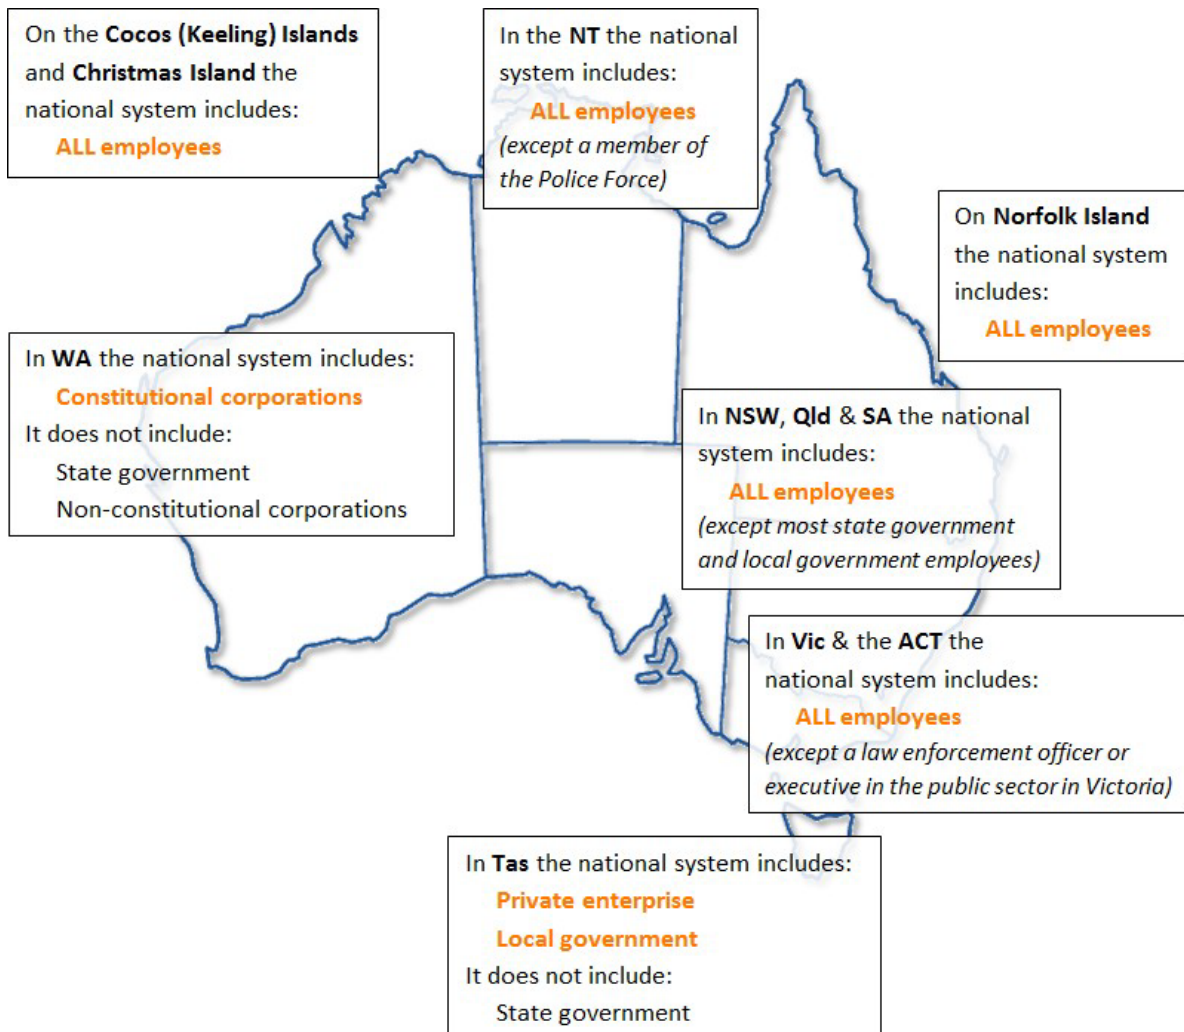 On the Cocos (Keeling) Islands
and Christmas Island the
national system includes:
ALL employees
In the NT the national
system includes:
ALL employees
(except a member of
the Police Force)
On Norfolk Island
the national system
includes:
ALL employees
In WA the national system includes:
Constitutional corporations
It does not include:
State government
Non-constitutional corporations
In NSW, Qld & SA the national
system includes:
ALL employees
(except most state government
and local government employees)
In Vic & the ACT the
national system includes:
ALL employees
(except a law enforcement officer or
executive in the public sector in Victoria)
In Tas the national system includes:
Private enterprise
Local government
It does not include:
State government